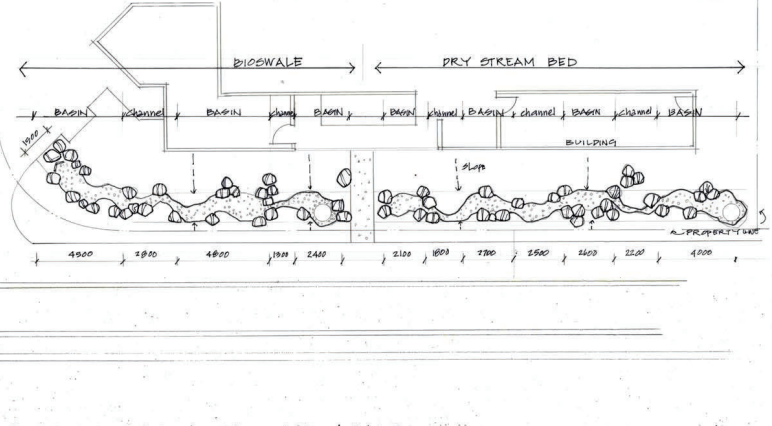 BIOSWALE
DRY STREAM BED
BASIN channel BASIN channel BASIN BASIN channel BASIN channel BASIN channel BASIN
BUILDING
1500
SLOPE
PROPERTY LINE
4500 2800 4800 1300 2400 2100 1800 2700 2500 2600 2200 4000